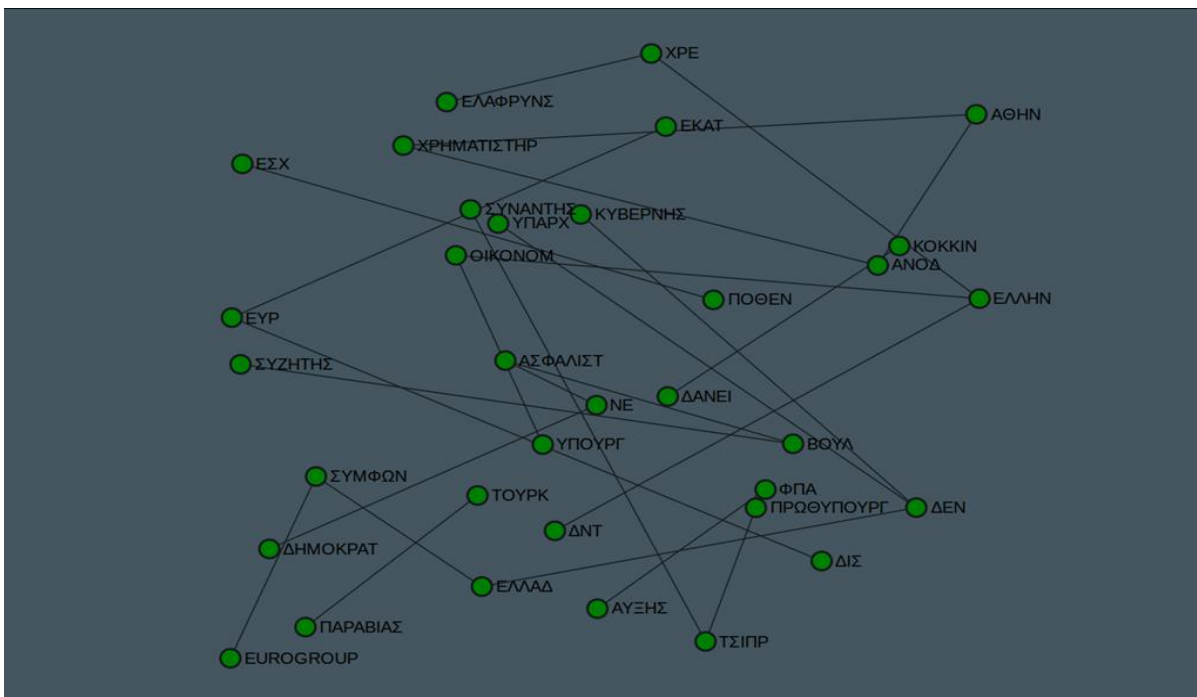 ΧΡΕ
ΕΛΑΦΡΥΝΣ
ΑΘΗΝ
ΕΚΑΤ
ΧΡΗΜΑΤΙΣΤΗΡ
ΕΣΧ
ΣΥΝΑΝΤΗΣ
ΚΥΒΕΡΝΗΣ
ΥΠΑΡΧ
ΚΟΚΚΙΝ
ΟΙΚΟΝΟΜ
ΑΝΟΔ
ΠΟΘΕΝ
ΕΛΛΗΝ
ΕΥΡ
ΑΣΦΑΛΙΣΤ
ΣΥΖΗΤΗΣ
ΔΑΝΕΙ
ΝΕ
ΥΠΟΥΡΓ
ΒΟΥΛ
ΣΥΜΦΩΝ
ΦΠΑ
ΤΟΥΡΚ
ΠΡΩΘΥΠΟΥΡΓ
ΔΕΝ
ΔΝΤ
ΔΗΜΟΚΡΑΤ
ΔΙΣ
ΕΛΛΑΔ
ΑΥΞΗΣ
ΠΑΡΑΒΙΑΣ
ΤΣΙΠΡ
EUROGROUP